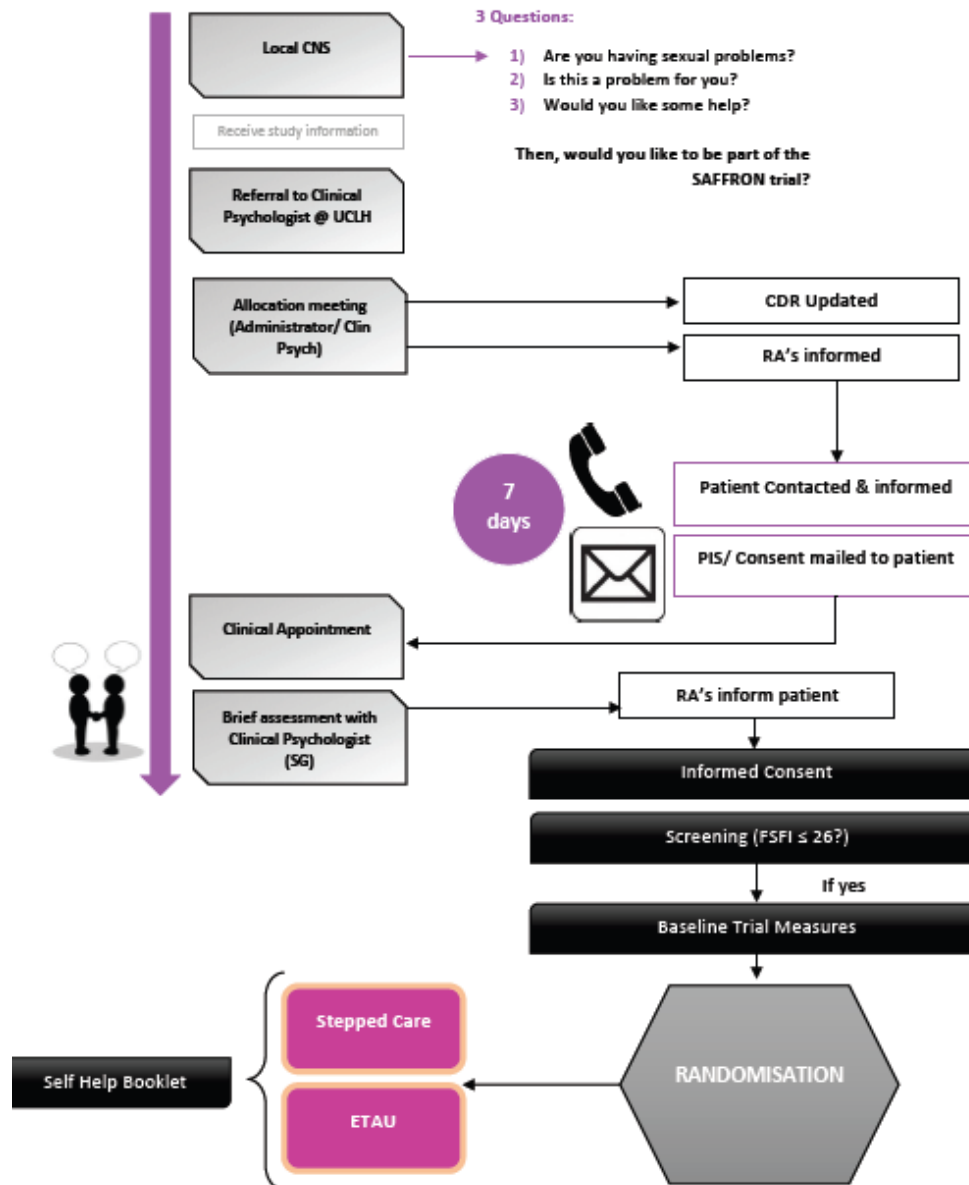 3 Questions:
Local CNS
1) Are you having sexual problems?
2) Is this a problem for you?
3) Would you like some help?
Receive study information
Then, would you like to be part of the
SAFFRON trial?
Referral to Clinical
Psychologist @ UCLH
Allocation meeting
(Administrator/ Clin
Psych)
CDR Updated
RA's informed
7
days
Patient Contacted & informed
PIS/ Consent mailed to patient
Clinical Appointment
Brief assessment with
Clinical Psychologist
(SG)
RA's inform patient
Informed Consent
Screening (FSFI ≤ 26?)
If yes
Baseline Trial Measures
RANDOMISATION
Stepped Care
ETAU
Self Help Booklet